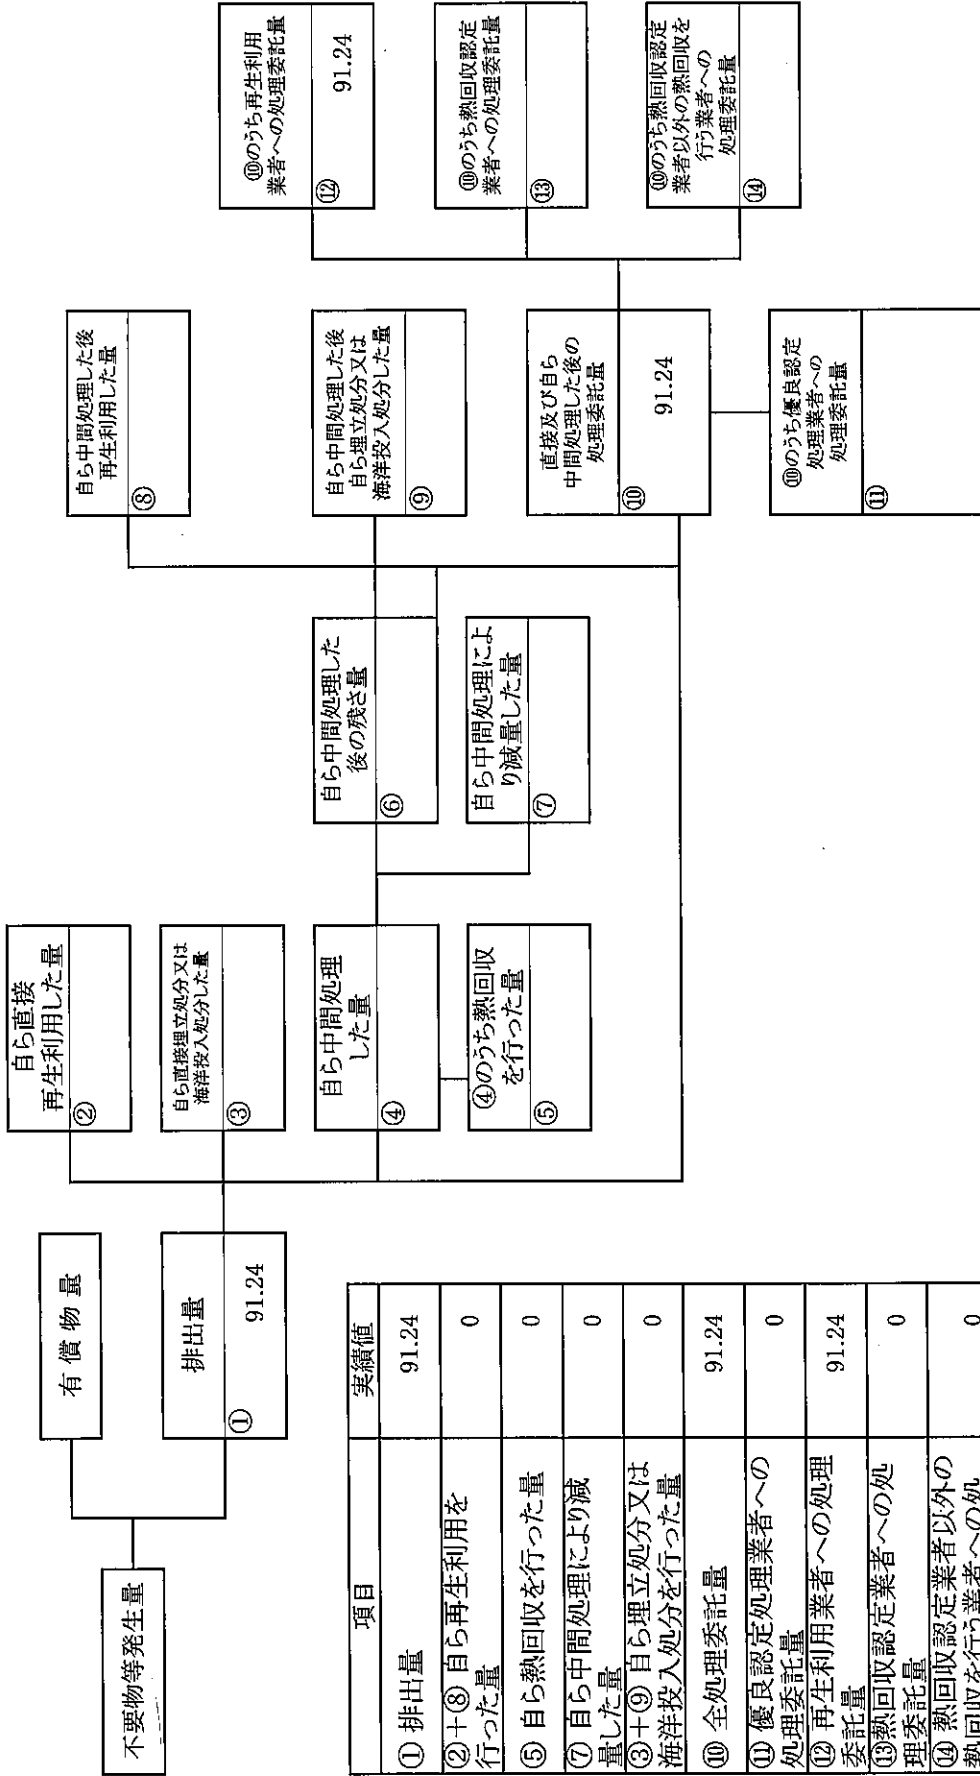 不要物等発生量
有償物量
排出量
①
91.24
自ら直接
再生利用した量
②
自ら直接埋立処分又は
海洋投入処分した量
③
自ら中間処理
した量
④
④のうち熱回収
を行った量
⑤
自ら中間処理した
後の残さ量
⑥
自ら中間処理によ
り減量した量
⑦
自ら中間処理した後
再生利用した量
⑧
自ら中間処理した後
自ら埋立処分又は
海洋投入処分した量
⑨
直接及び自ら
中間処理した後の
処理委託量
⑩
91.24
⑩のうち優良認定
処理業者への
処理委託量
⑪
⑩のうち再生利用
業者への処理委託量
⑫
91.24
⑩のうち熱回収認定
業者への処理委託量
⑬
⑩のうち熱回収認定
業者以外の熱回収を
行う業者への
処理委託量
⑭
項目 実績値
①排出量 91.24
②+⑧自ら再生利用を
行った量 0
⑤自ら熱回収を行った量 0
⑦自ら中間処理により減
量した量 0
③+⑨自ら埋立処分又は
海洋投入処分を行った量 0
⑩全処理委託量 91.24
⑪優良認定処理業者への
処理委託量 0
⑫再生利用業者への処理
委託量 91.24
⑬熱回収認定業者への処
理委託量 0
⑭熱回収認定業者以外の
熱回収を行う業者への処 0